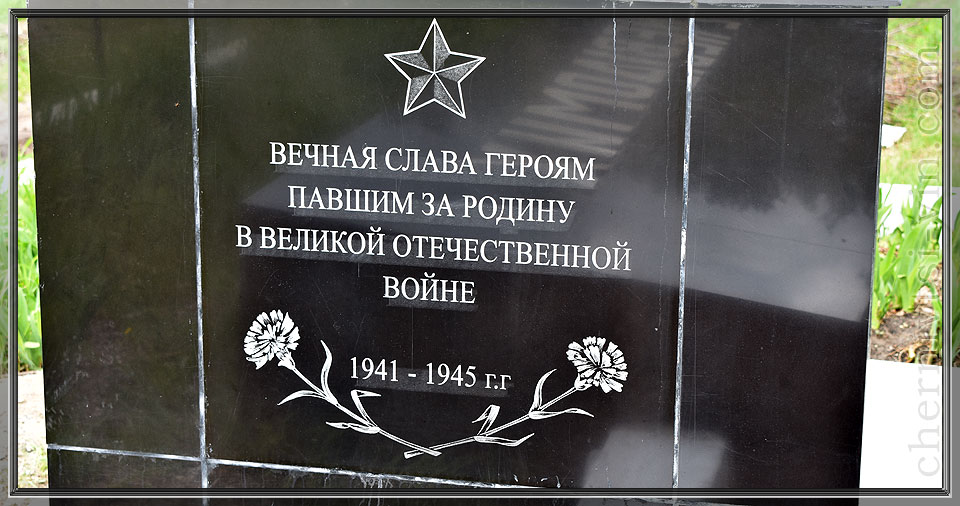 ВЕЧНАЯ СЛАВА ГЕРОЯМ
ПАВШИМ ЗА РОДИНУ
В ВЕЛИКОЙ ОТЕЧЕСТВЕННОЙ
ВОЙНЕ
1941 - 1945 г.г